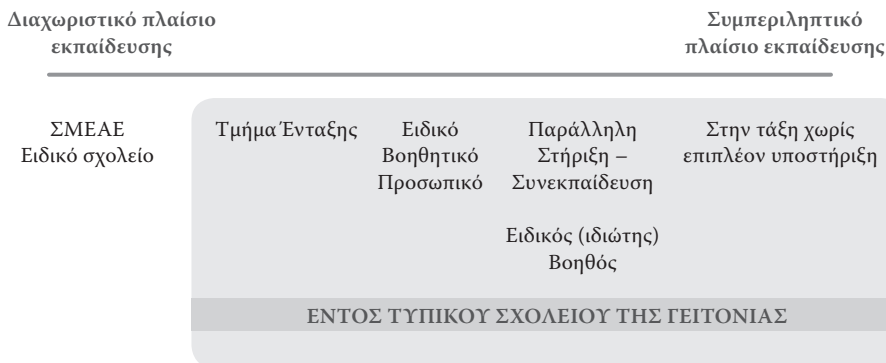 Διαχωριστικό πλαίσιο
εκπαίδευσης
Συμπεριληπτικό
πλαίσιο εκπαίδευσης
ΣΜΕΑΕ
Ειδικό σχολείο
Τμήμα Ένταξης
Ειδικό
Βοηθητικό
Προσωπικό
Παράλληλη
Στήριξη –
Συνεκπαίδευση
Ειδικός (ιδιώτης)
Βοηθός
Στην τάξη χωρίς
επιπλέον υποστήριξη
ΕΝΤΟΣ ΤΥΠΙΚΟΥ ΣΧΟΛΕΙΟΥ ΤΗΣ ΓΕΙΤΟΝΙΑΣ